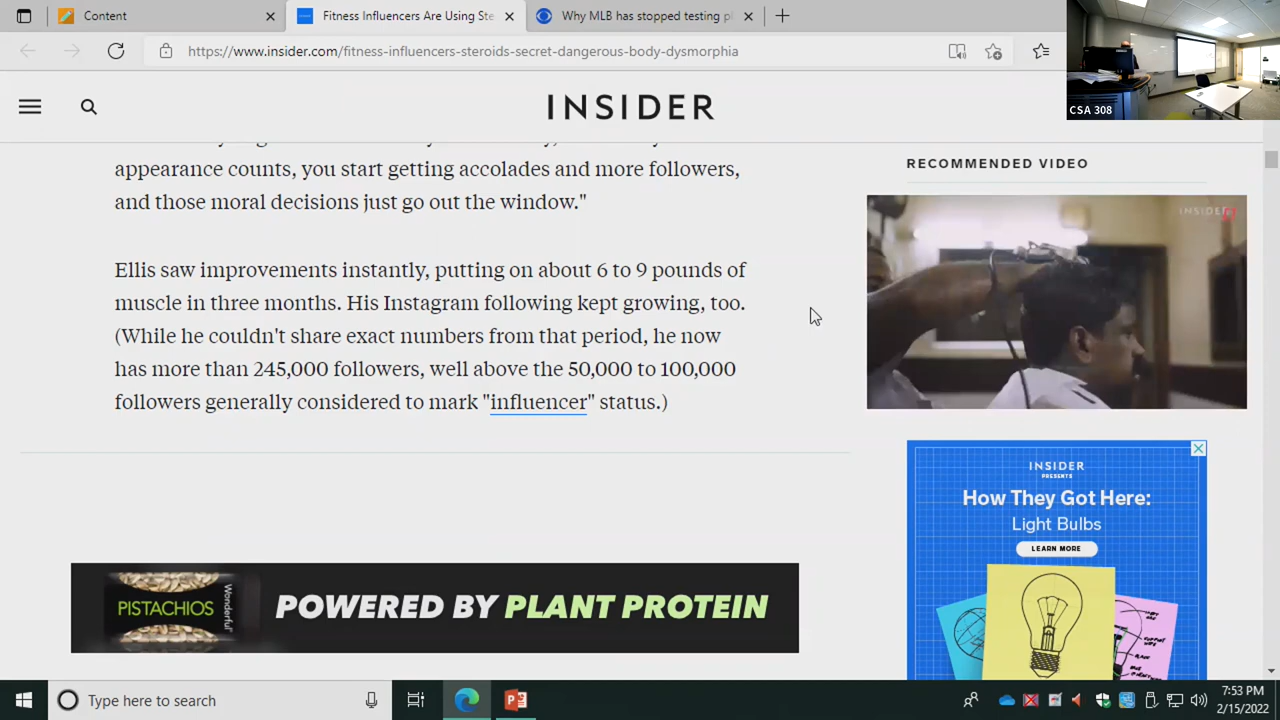 Content
Fitness Influencers Are Using Ste
Why MLB has stopped testing pl
https://www.insider.com/fitness-influencers-steroids-secret-dangerous-body-dysmorphia
CSA 308
INSIDER
appearance counts, you start getting accolades and more followers,
and those moral decisions just go out the window."
Ellis saw improvements instantly, putting on about 6 to 9 pounds of
muscle in three months. His Instagram following kept growing, too.
(While he couldn't share exact numbers from that period, he now
has more than 245,000 followers, well above the 50,000 to 100,000
followers generally considered to mark "influencer" status.)
RECOMMENDED VIDEO
INSIDER
INSIDER
PRESENTS
How They Got Here:
Light Bulbs
LEARN MORE
PISTACHIOS
Wonderful
POWERED BY PLANT PROTEIN
Type here to search
7:53 PM
2/15/2022